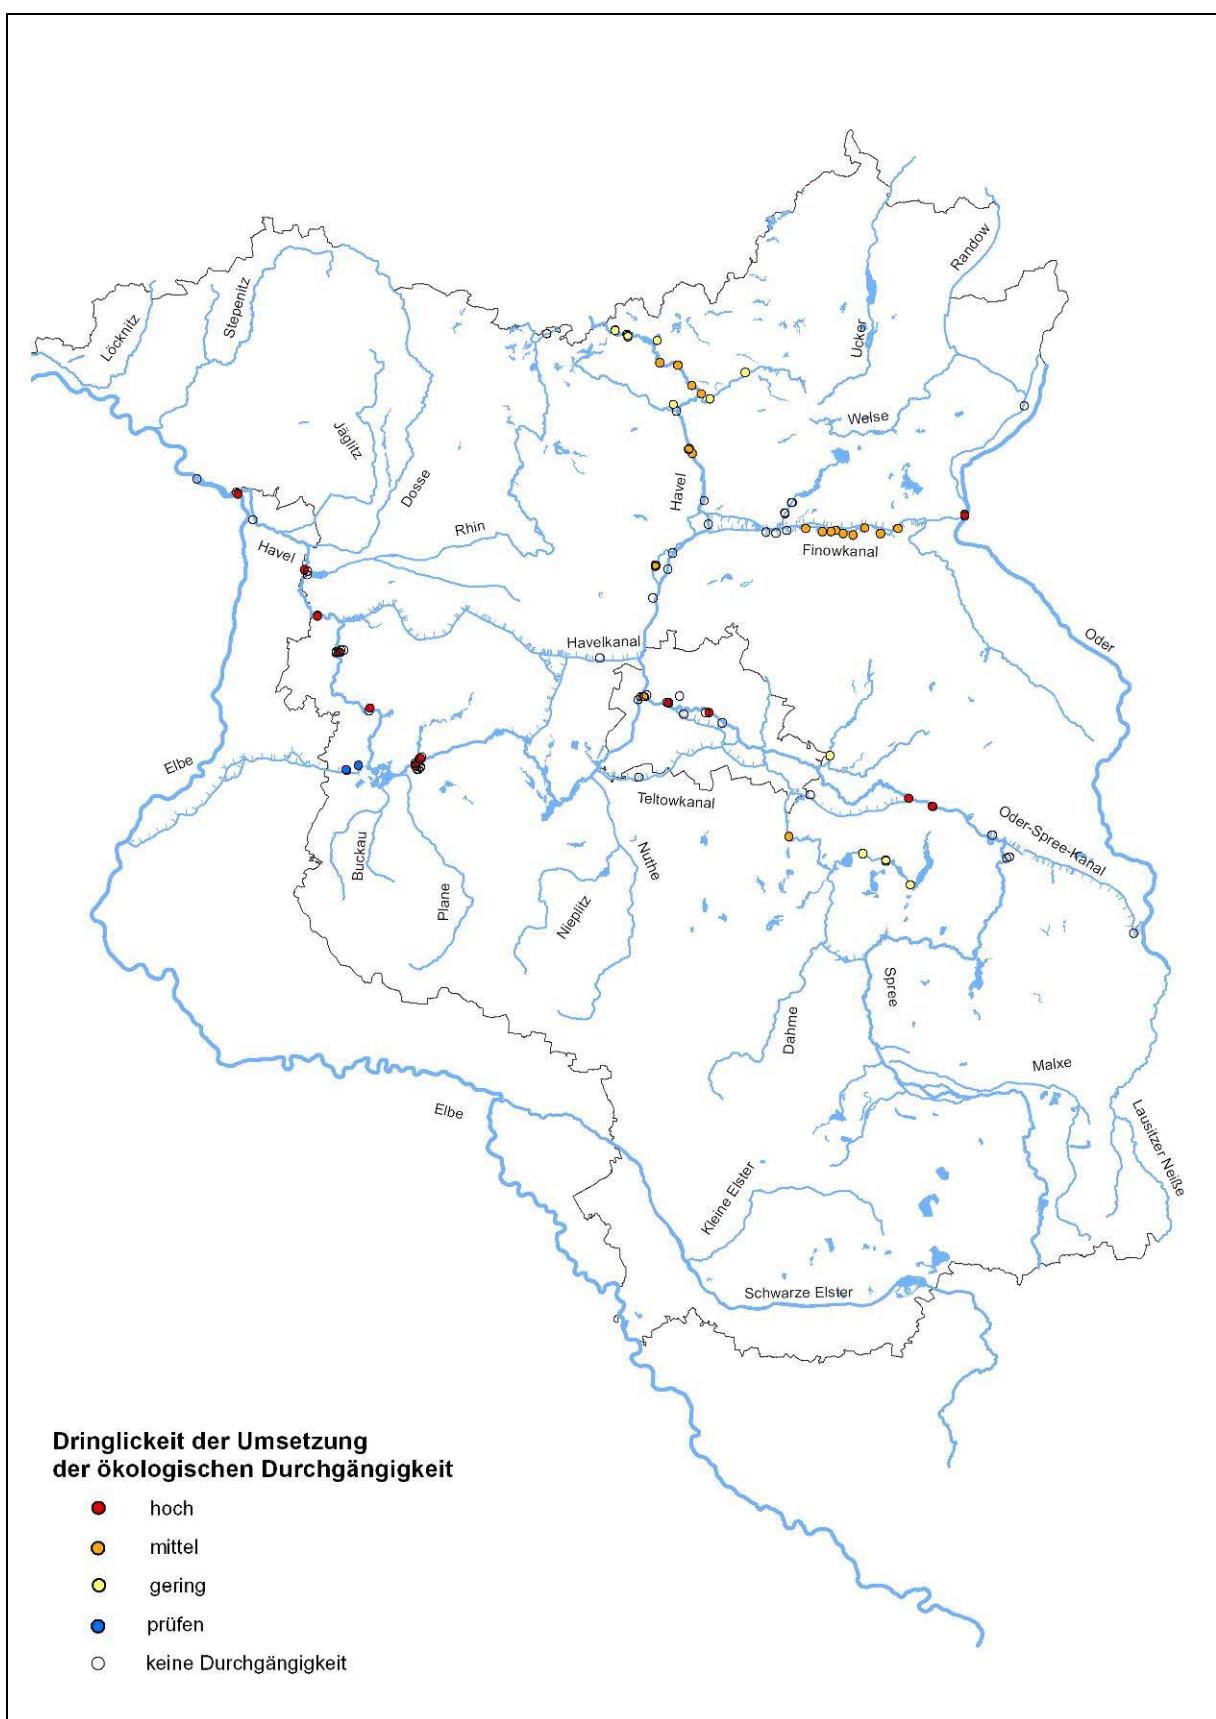 Löcknitz
Stepenitz
Randow
Ucker
Jäglitz
Dosse
Welse
Havel
Rhin
Havel
Finowkanal
Havelkanal
Oder
Elbe
Teltowkanal
Oder-Spree-Kanal
Buckau
Plane
Nuthe
Nieplitz
Spree
Dahme
Malxe
Elbe
Lausitzer Neiße
Kleine Elster
Schwarze Elster
Dringlickeit der Umsetzung
der ökologischen Durchgängigkeit
hoch
mittel
gering
prüfen
keine Durchgängigkeit